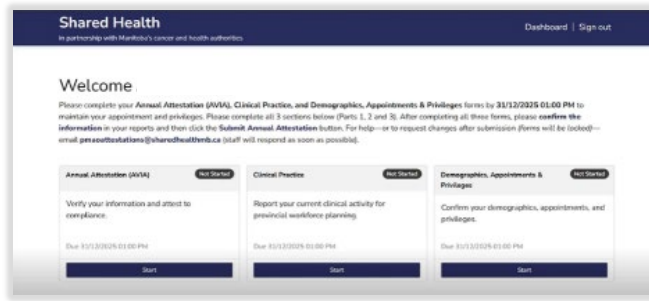 Shared Health
in partnership with Manitoba's cancer and health authorities
Dashboard | Sign out
Welcome
Please complete your Annual Attestation (AVIA), Clinical Practice, and Demographics, Appointments & Privileges forms by 31/12/2025 01:00 PM to
maintain your appointment and privileges. Please complete all 3 sections below (Parts 1, 2 and 3). After completing all three forms, please confirm the
information in your reports and then click the Submit Annual Attestation button. For help—or to request changes after submission (forms will be locked)—
email pmaoattestations@sharedhealthmb.ca (staff will respond as soon as possible).
Annual Attestation (AVIA)
Not Started
Verify your information and attest to
compliance.
Due 31/12/2025 01:00 PM
Start
Clinical Practice
Not Started
Report your current clinical activity for
provincial workforce planning.
Due 31/12/2025 01:00 PM
Start
Demographics, Appointments &
Privileges
Not Started
Confirm your demographics, appointments, and
privileges.
Due 31/12/2025 01:00 PM
Start